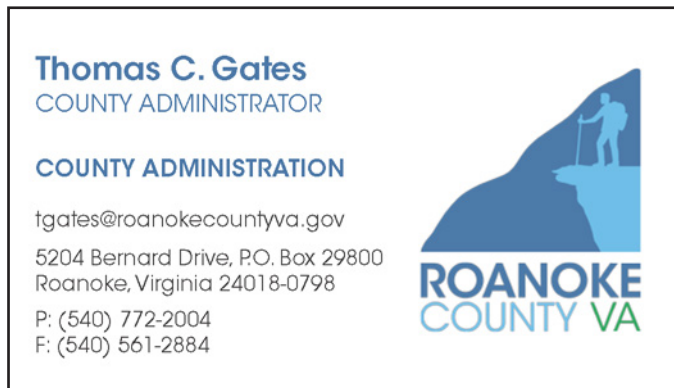 Thomas C. Gates
COUNTY ADMINISTRATOR
COUNTY ADMINISTRATION
tgates@roanokecountyva.gov
5204 Bernard Drive, P.O. Box 29800
Roanoke, Virginia 24018-0798
P: (540) 772-2004
F: (540) 561-2884
ROANOKE
COUNTY VA